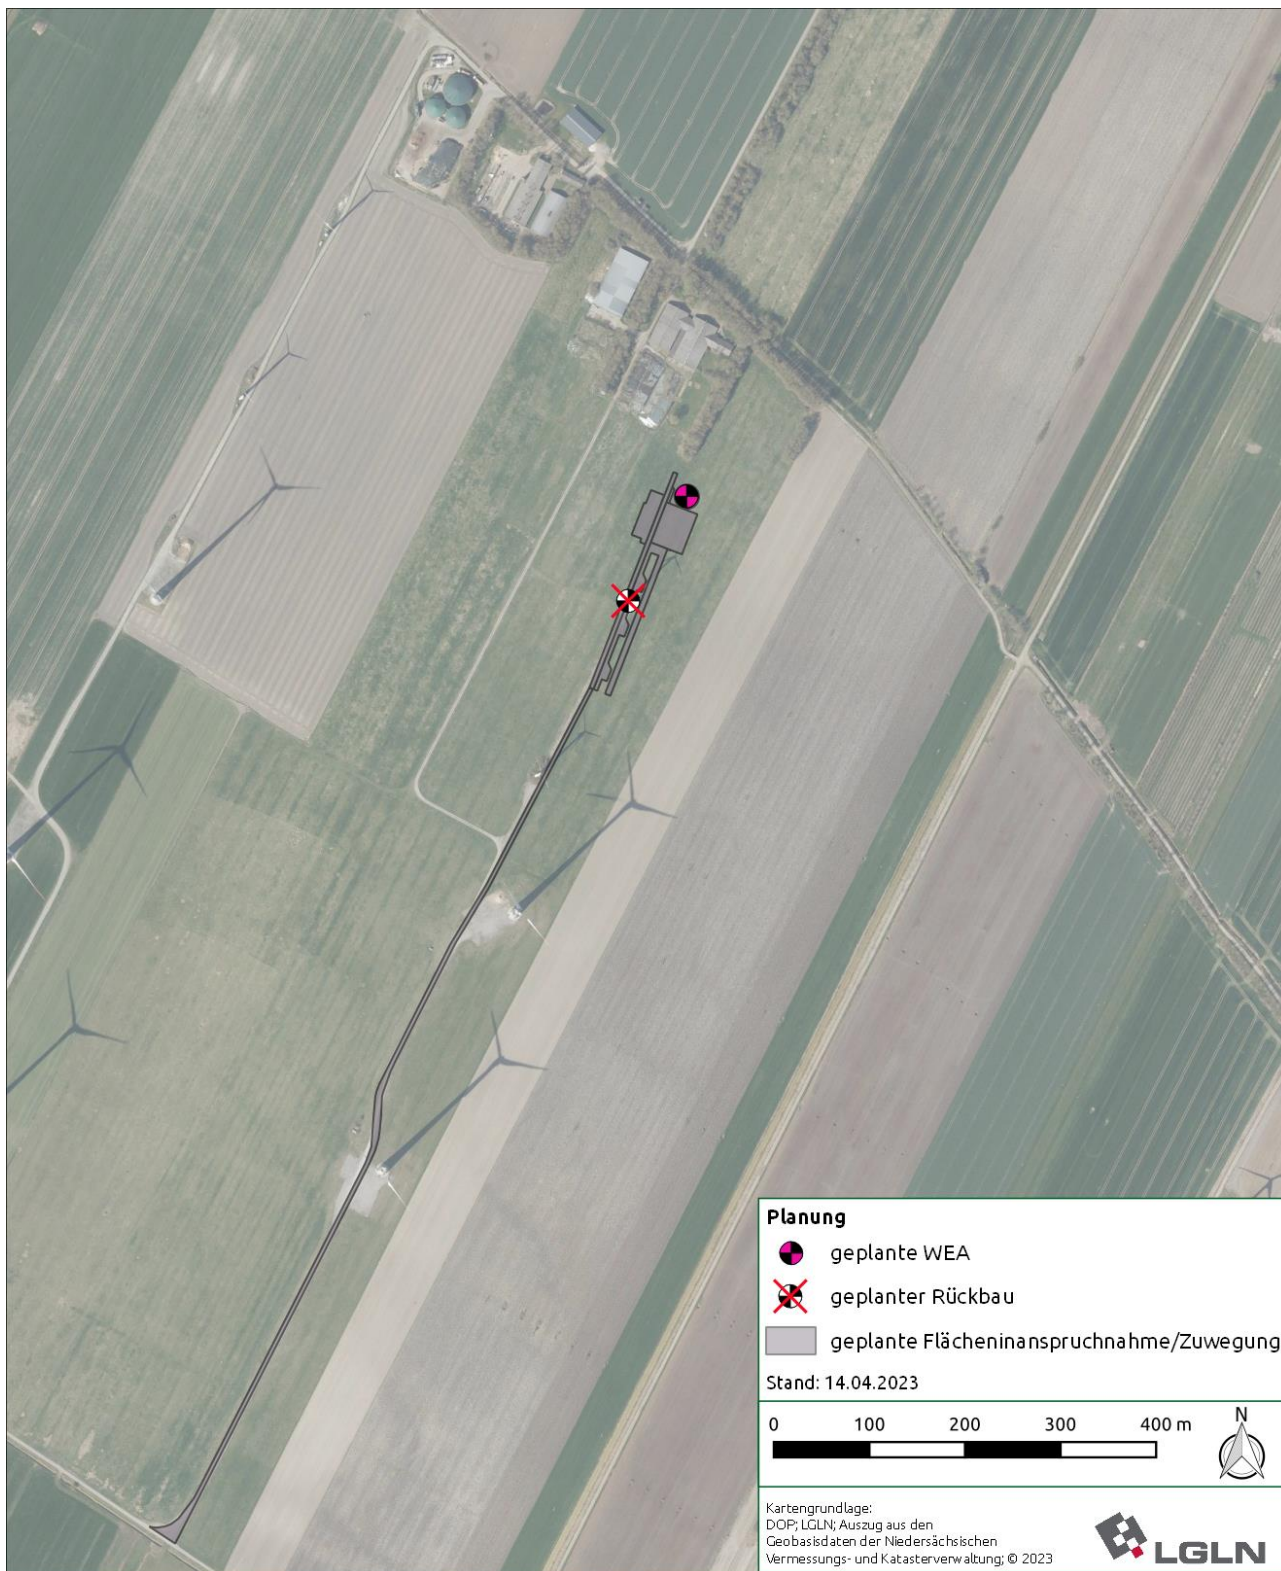 Planung
geplante WEA
geplanter Rückbau
geplante Flächeninanspruchnahme/Zuwegung
Stand: 14.04.2023
0 100 200 300 400 m
N
Kartengrundlage:
DOP; LGLN; Auszug aus den
Geobasisdaten der Niedersächsischen
Vermessungs- und Katasterverwaltung; © 2023
LGLN